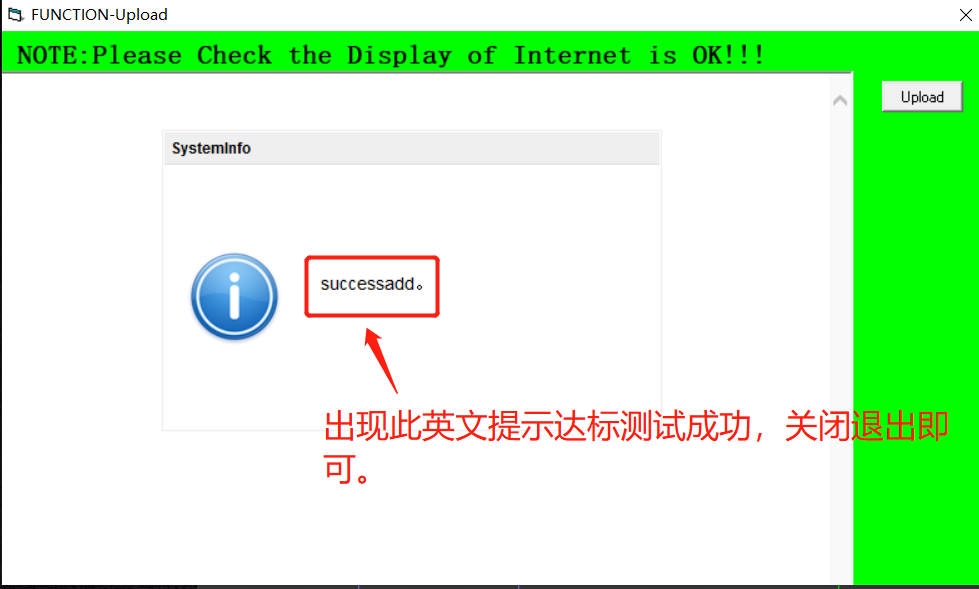 FUNCTION-Upload
NOTE:Please Check the Display of Internet is OK!!!
Upload
SystemInfo
successadd。
出现此英文提示达标测试成功，关闭退出即
可。